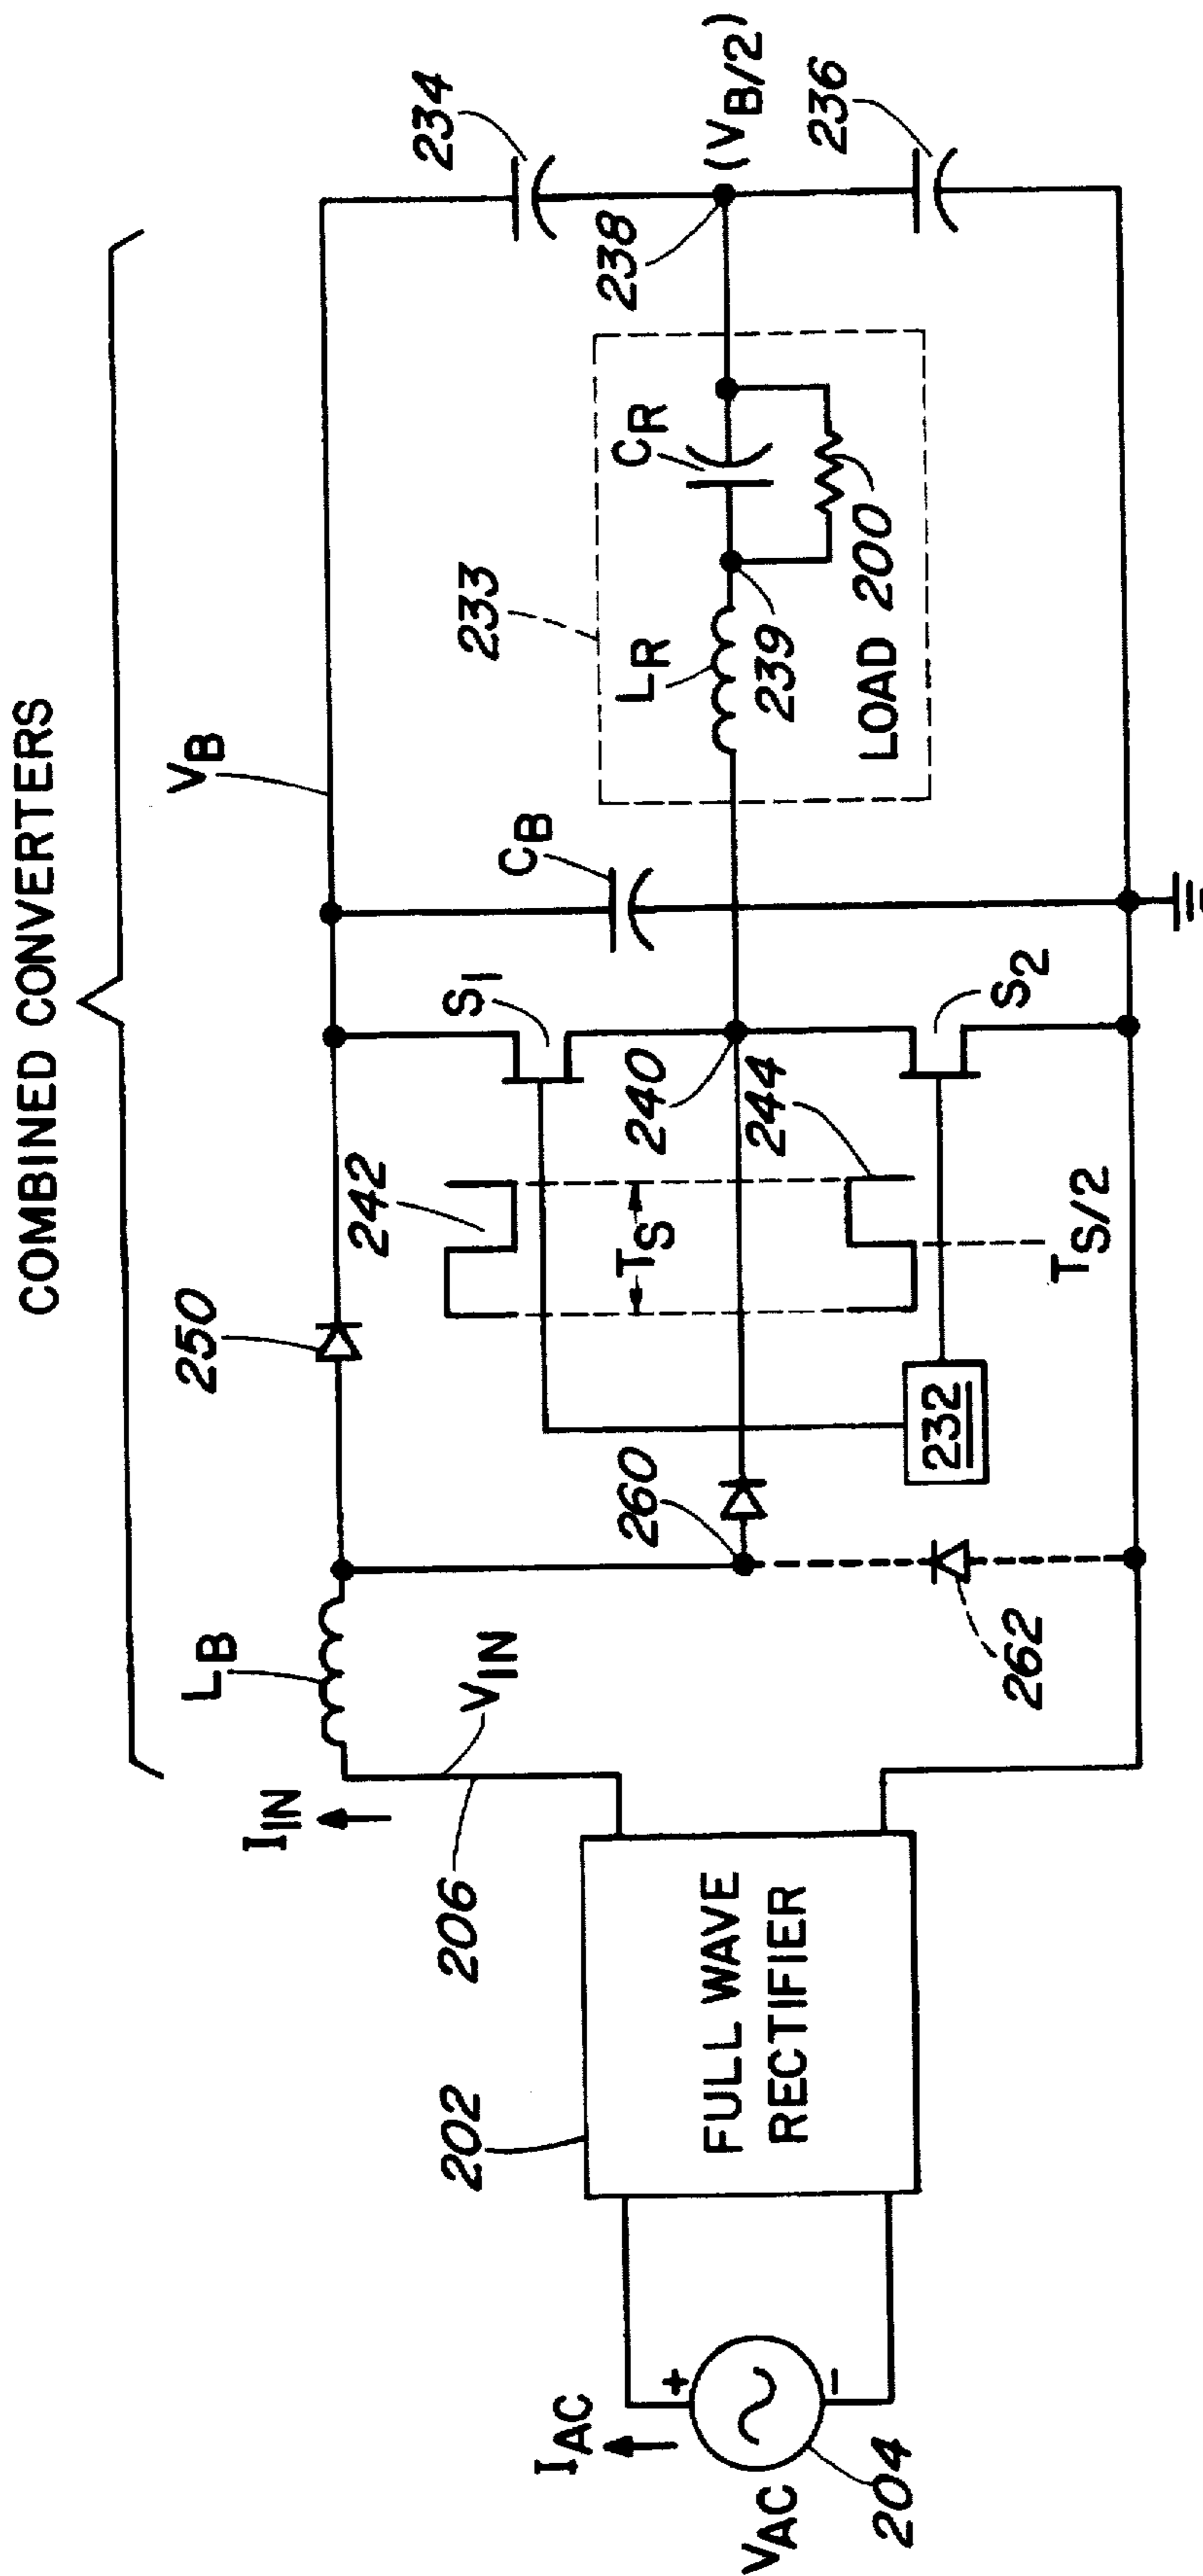 COMBINED CONVERTERS
I_IN
L_B
250
V_B
234
206
V_IN
242
S_1
C_B
233
L_R
C_R
238
(V_B/2)
202
260
T_S
240
239
236
FULL WAVE
RECTIFIER
244
LOAD 200
I_AC
+
-
V_AC
204
262
232
T_S/2
S_2